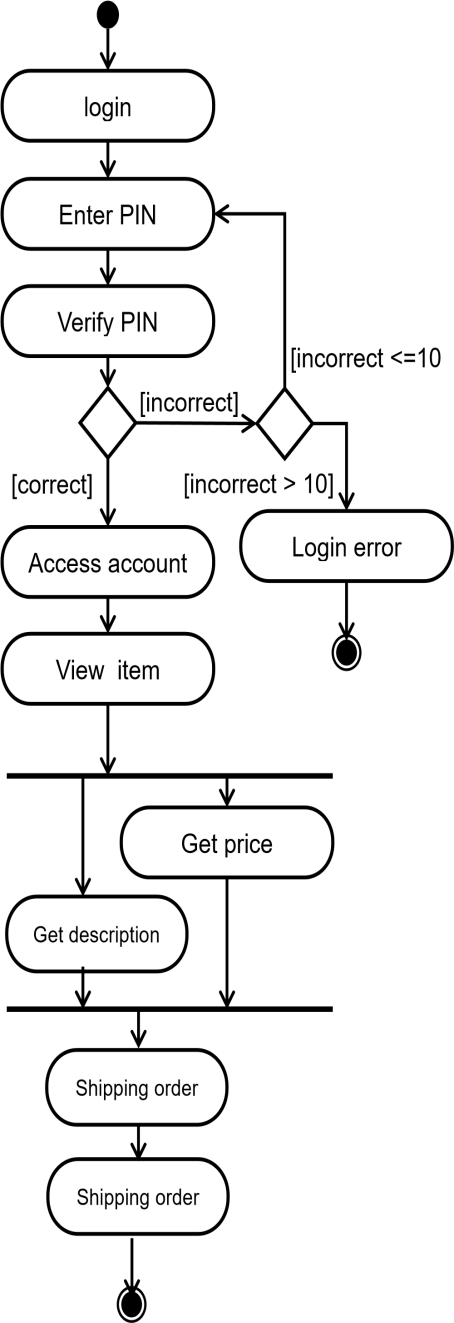 login
Enter PIN
Verify PIN
[incorrect <=10
[incorrect]
[correct]
[incorrect > 10]
Login error
Access account
View item
Get price
Get description
Shipping order
Shipping order